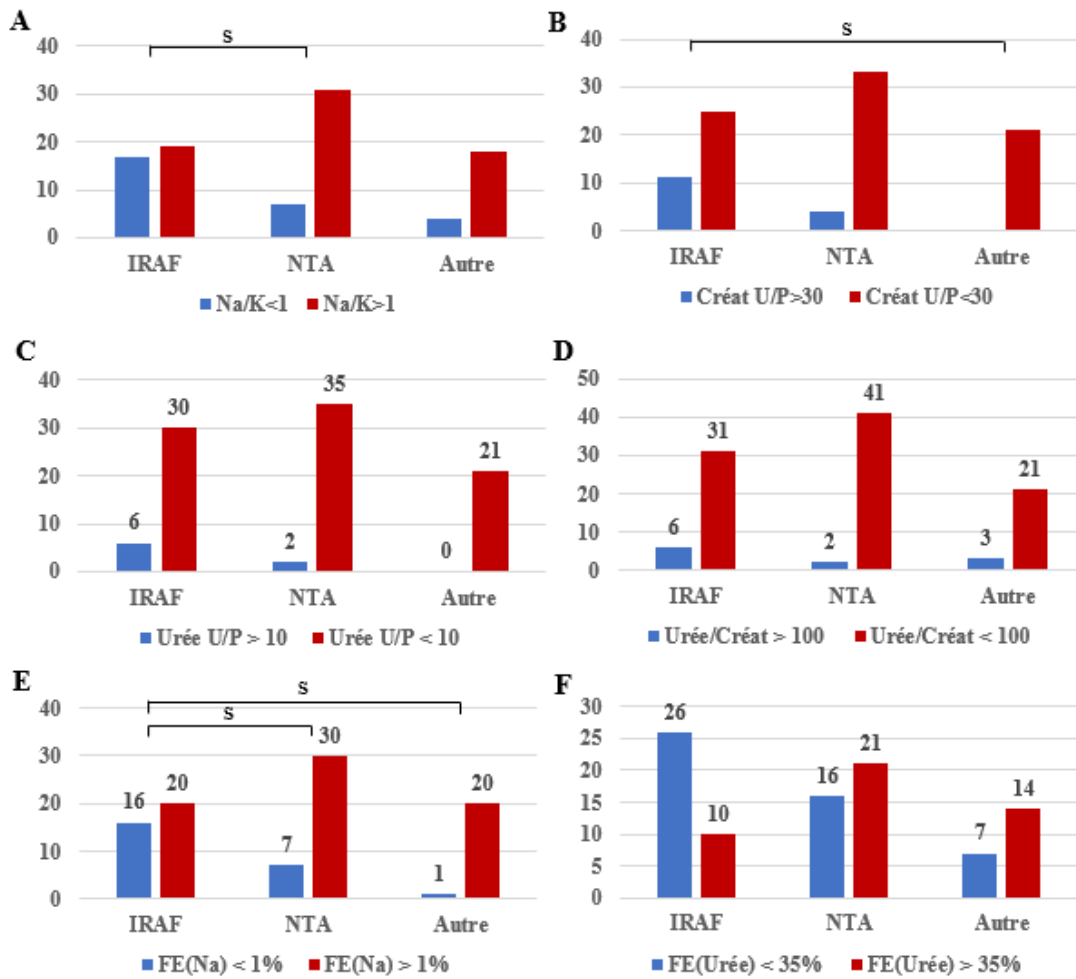 A
S
40
30
20
10
0
IRAF NTA Autre
Na/K<1 Na/K>1
B
S
40
30
20
10
0
IRAF NTA Autre
Créat U/P>30 Créat U/P<30
C
40
30
20
10
0
6 30 2 35 0 21
IRAF NTA Autre
Urée U/P > 10 Urée U/P < 10
D
50
40
30
20
10
0
6 31 2 41 3 21
IRAF NTA Autre
Urée/Créat > 100 Urée/Créat < 100
E
S
S
40
30
20
10
0
16 20 7 30 1 20
IRAF NTA Autre
FE(Na) < 1% FE(Na) > 1%
F
30
25
20
15
10
5
0
26 10 16 21 7 14
IRAF NTA Autre
FE(Urée) < 35% FE(Urée) > 35%